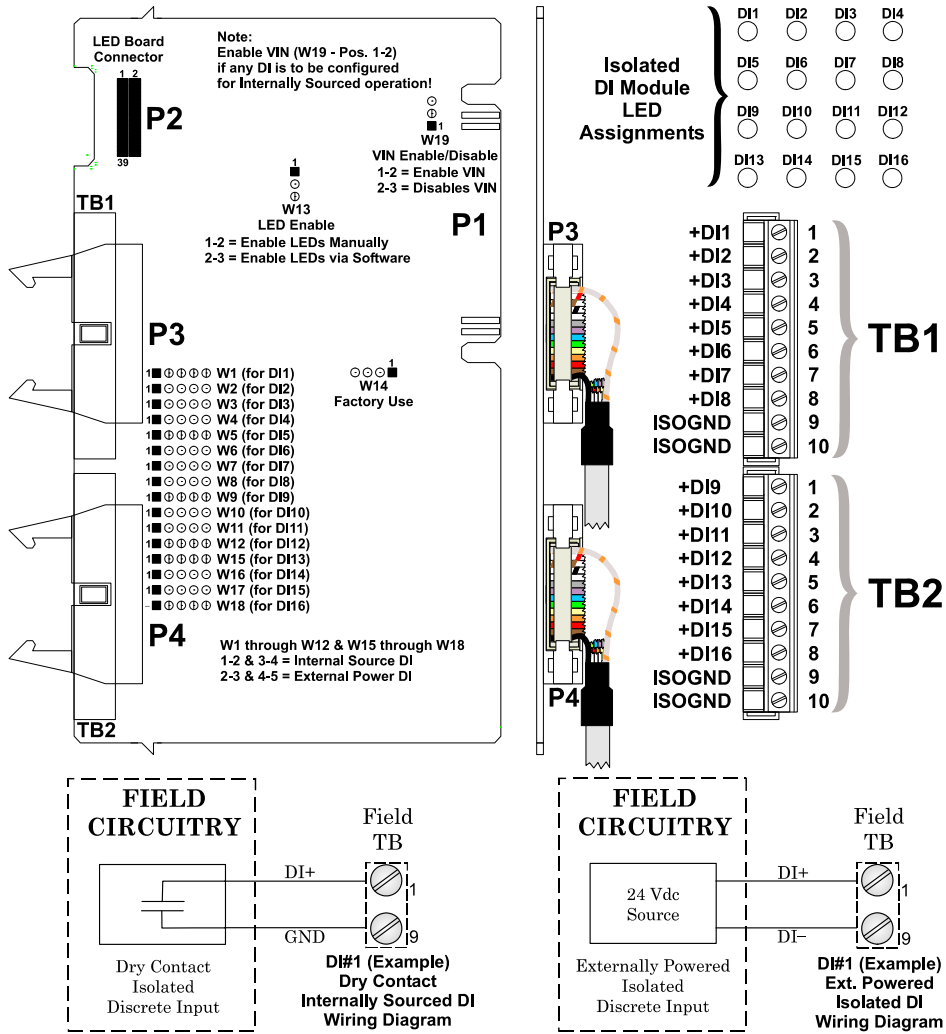 LED Board
Connector
1 2
39
P2
Note:
Enable VIN (W19 - Pos. 1-2)
if any DI is to be configured
for Internally Sourced operation!
1
W19
VIN Enable/Disable
1-2 = Enable VIN
2-3 = Disables VIN
1
W13
LED Enable
1-2 = Enable LEDs Manually
2-3 = Enable LEDs via Software
P1
TB1
P3
1 W1 (for DI1)
1 W2 (for DI2)
1 W3 (for DI3)
1 W4 (for DI4)
1 W5 (for DI5)
1 W6 (for DI6)
1 W7 (for DI7)
1 W8 (for DI8)
1 W9 (for DI9)
1 W10 (for DI10)
1 W11 (for DI11)
1 W12 (for DI12)
1 W15 (for DI13)
1 W16 (for DI14)
1 W17 (for DI15)
W18 (for DI16)
1
W14
Factory Use
P4
W1 through W12 & W15 through W18
1-2 & 3-4 = Internal Source DI
2-3 & 4-5 = External Power DI
TB2
Isolated
DI Module
LED
Assignments
DI1 DI2 DI3 DI4
DI5 DI6 DI7 DI8
DI9 DI10 DI11 DI12
DI13 DI14 DI15 DI16
P3
P4
+DI1 1
+DI2 2
+DI3 3
+DI4 4
+DI5 5
+DI6 6
+DI7 7
+DI8 8
ISOGND 9
ISOGND 10
TB1
+DI9 1
+DI10 2
+DI11 3
+DI12 4
+DI13 5
+DI14 6
+DI15 7
+DI16 8
ISOGND 9
ISOGND 10
TB2
FIELD
CIRCUITRY
Field
TB
DI+
1
GND
9
Dry Contact
Isolated
Discrete Input
DI#1 (Example)
Dry Contact
Internally Sourced DI
Wiring Diagram
FIELD
CIRCUITRY
Field
TB
24 Vdc
Source
DI+
1
DI–
9
Externally Powered
Isolated
Discrete Input
DI#1 (Example)
Ext. Powered
Isolated DI
Wiring Diagram